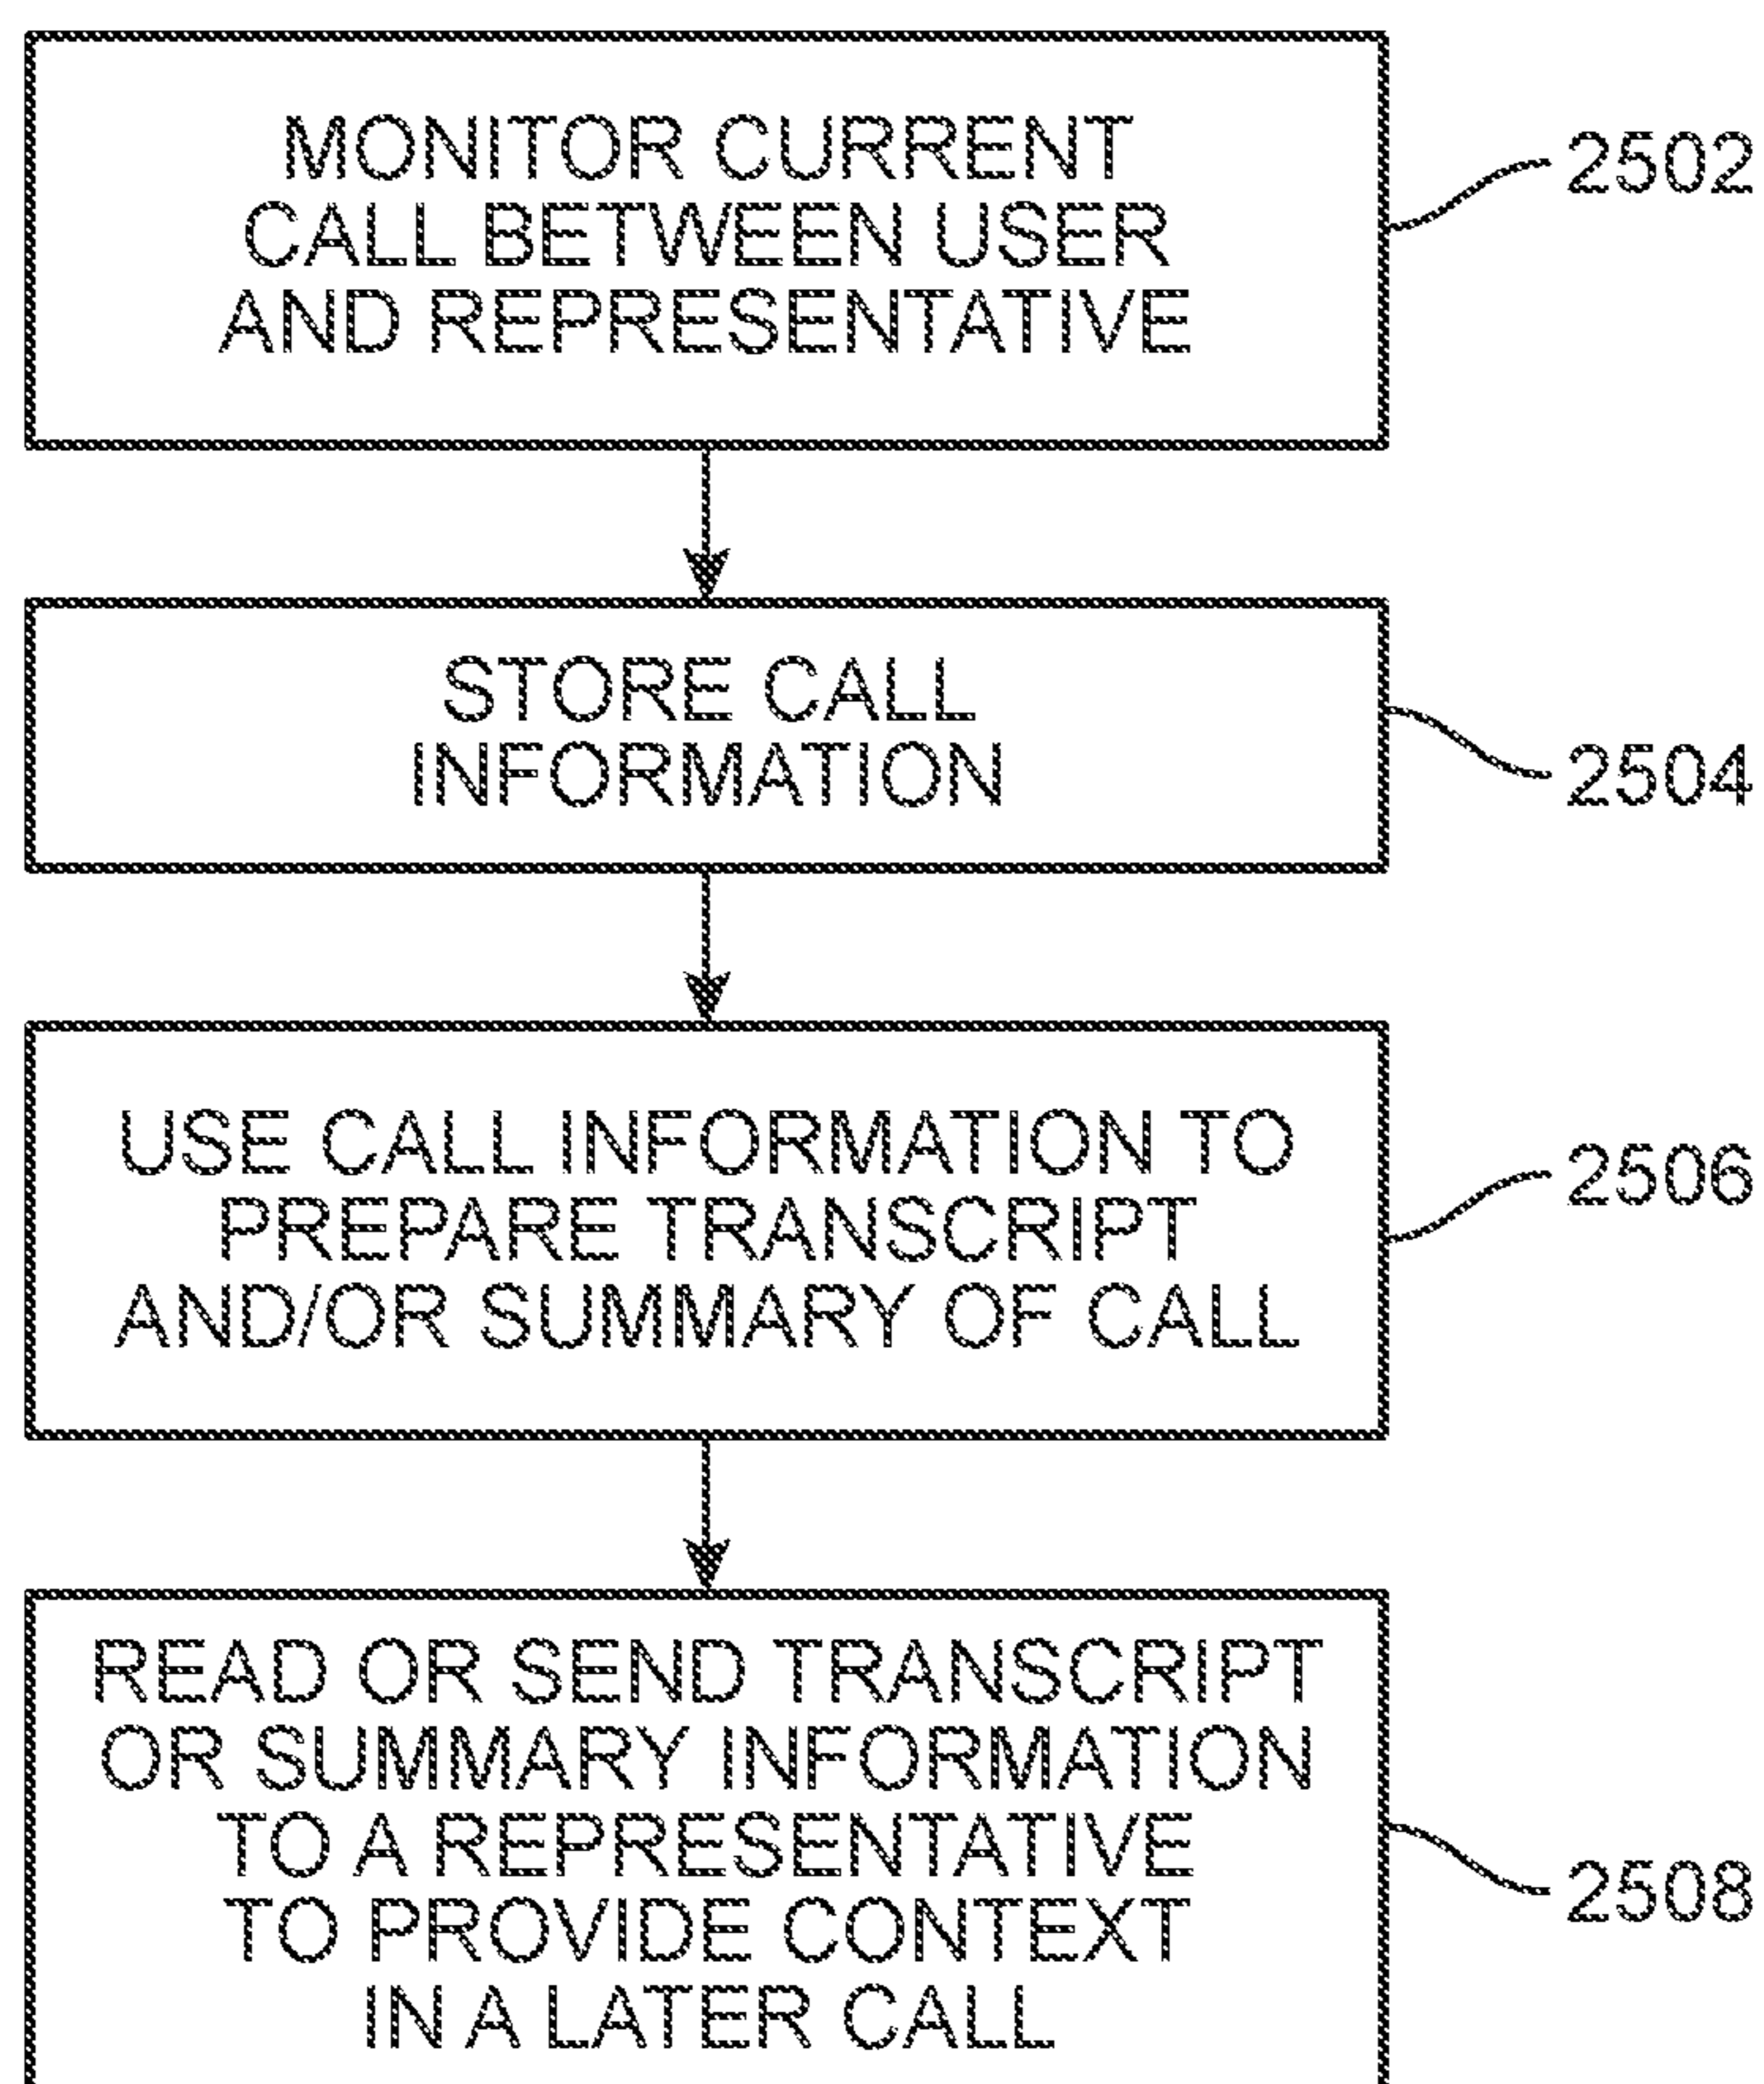 MONITOR CURRENT
CALL BETWEEN USER
AND REPRESENTATIVE
2502
STORE CALL
INFORMATION
2504
USE CALL INFORMATION TO
PREPARE TRANSCRIPT
AND/OR SUMMARY OF CALL
2506
READ OR SEND TRANSCRIPT
OR SUMMARY INFORMATION
TO A REPRESENTATIVE
TO PROVIDE CONTEXT
IN A LATER CALL
2508